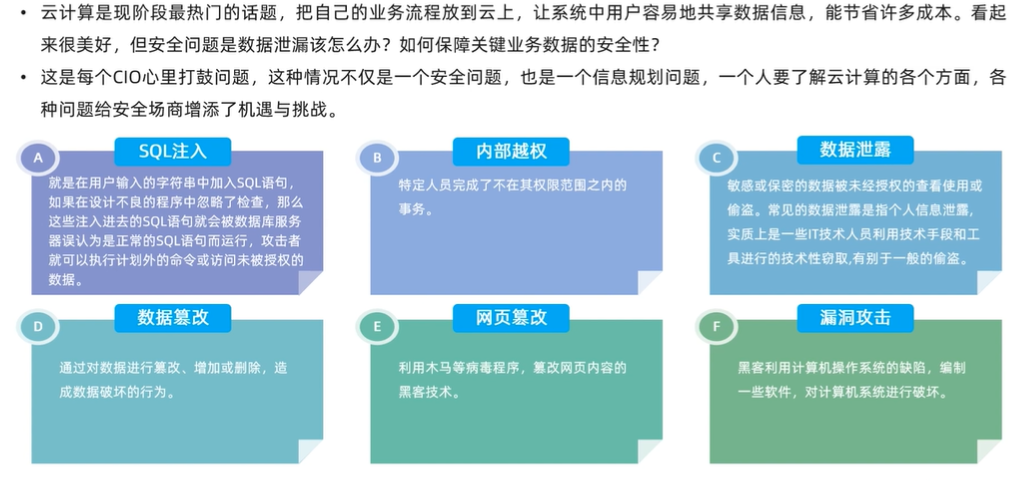 • 云计算是现阶段最热门的话题，把自己的业务流程放到云上，让系统中用户容易地共享数据信息，能节省许多成本。看起
来很美好，但安全问题是数据泄漏该怎么办？如何保障关键业务数据的安全性？
• 这是每个CIO心里打鼓问题，这种情况不仅是一个安全问题，也是一个信息规划问题，一个人要了解云计算的各个方面，各
种问题给安全场商增添了机遇与挑战。
A
SQL注入
就是在用户输入的字符串中加入SQL语句，
如果在设计不良的程序中忽略了检查，那么
这些注入进去的SQL语句就会被数据库服务
器误认为是正常的SQL语句而运行，攻击者
就可以执行计划外的命令或访问未被授权的
数据。
B
内部越权
特定人员完成了不在其权限范围之内的
事务。
C
数据泄露
敏感或保密的数据被未经授权的查看使用或
偷盗。常见的数据泄露是指个人信息泄露，
实质上是一些IT技术人员利用技术手段和工
具进行的技术性窃取,有别于一般的偷盗。
D
数据篡改
通过对数据进行篡改、增加或删除，造
成数据破坏的行为。
E
网页篡改
利用木马等病毒程序，篡改网页内容的
黑客技术。
F
漏洞攻击
黑客利用计算机操作系统的缺陷，编制
一些软件，对计算机系统进行破坏。